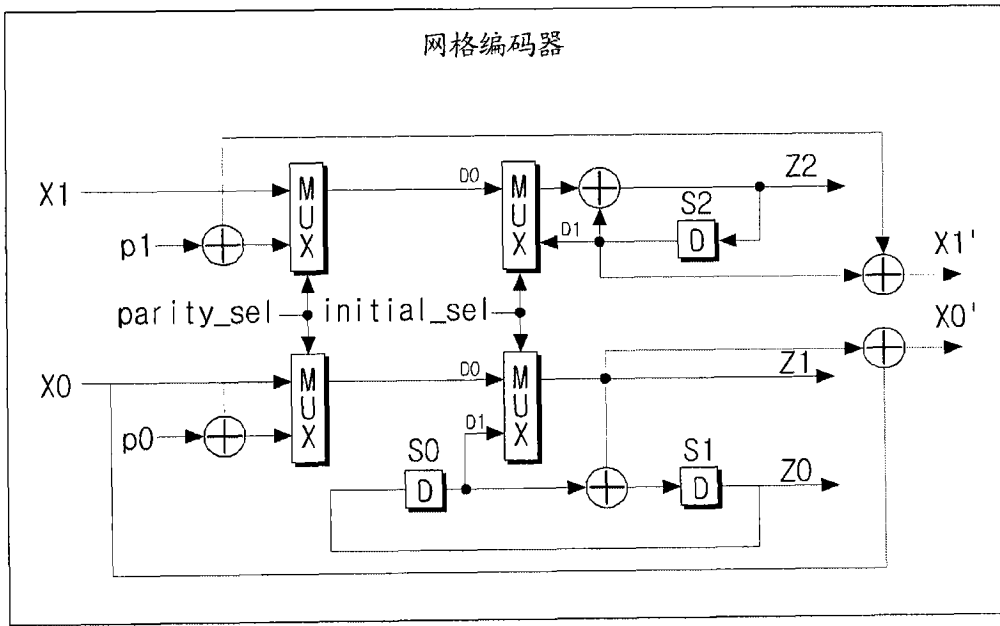 网格编码器
X1
MUX
D0
MUX
Z2
S2
D
D1
p1
X1'
parity_sel
initial_sel
X0'
X0
MUX
D0
MUX
Z1
p0
D1
S0
D
S1
D
Z0